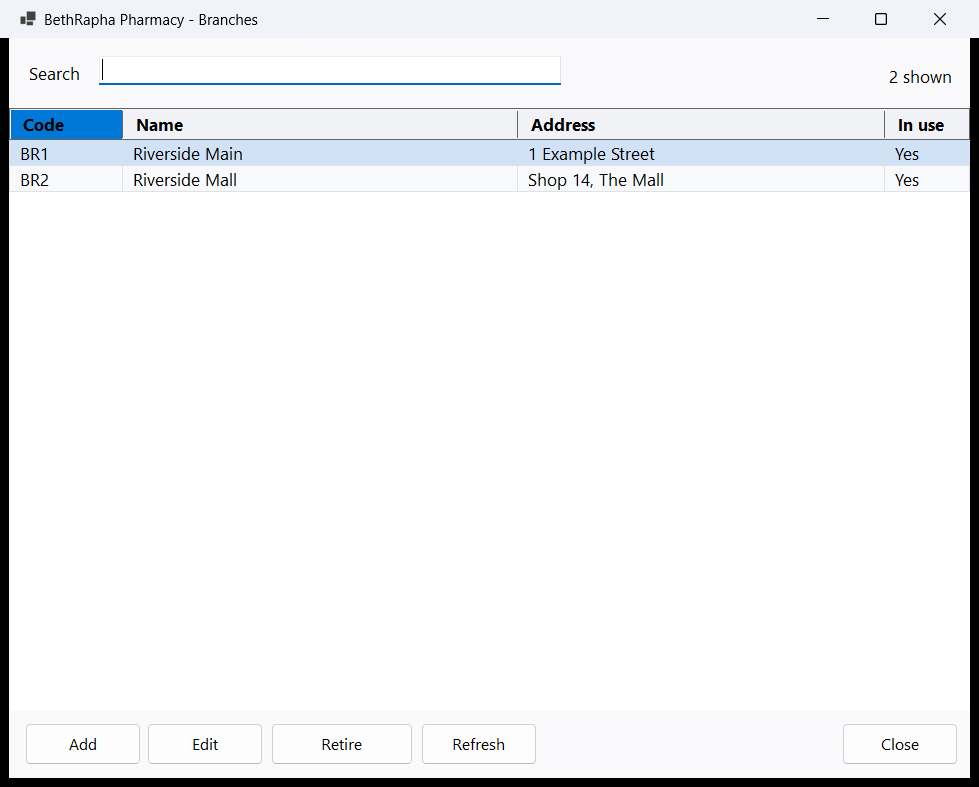 BethRapha Pharmacy - Branches
Search
2 shown
Code Name Address In use
BR1 Riverside Main 1 Example Street Yes
BR2 Riverside Mall Shop 14, The Mall Yes
Add Edit Retire Refresh Close